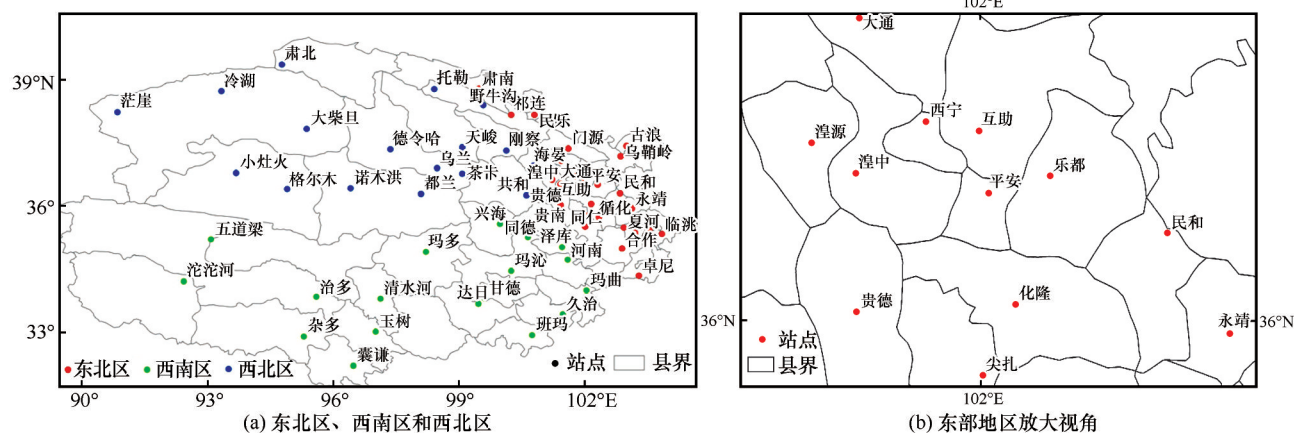 102°E
39°N
36°N
33°N
90°
93°
96°
99°
102°E
肃北
冷湖
茫崖
大柴旦
托勒
肃南
野牛沟
祁连
民乐
德令哈
天峻
刚察
门源
古浪
乌鞘岭
小灶火
格尔木
诺木洪
乌兰
都兰
茶卡
海晏
湟中
大通
平安
互助
民和
共和
贵德
永靖
循化
兴海
同德
贵南
同仁
夏河
临洮
泽库
合作
五道梁
玛多
河南
卓尼
沱沱河
玛沁
玛曲
治多
清水河
达日
甘德
久治
杂多
玉树
班玛
囊谦
东北区
西南区
西北区
站点
县界
(a) 东北区、西南区和西北区
大通
西宁
互助
湟源
湟中
乐都
平安
民和
贵德
化隆
永靖
尖扎
36°N
36°N
站点
县界
102°E
(b) 东部地区放大视角